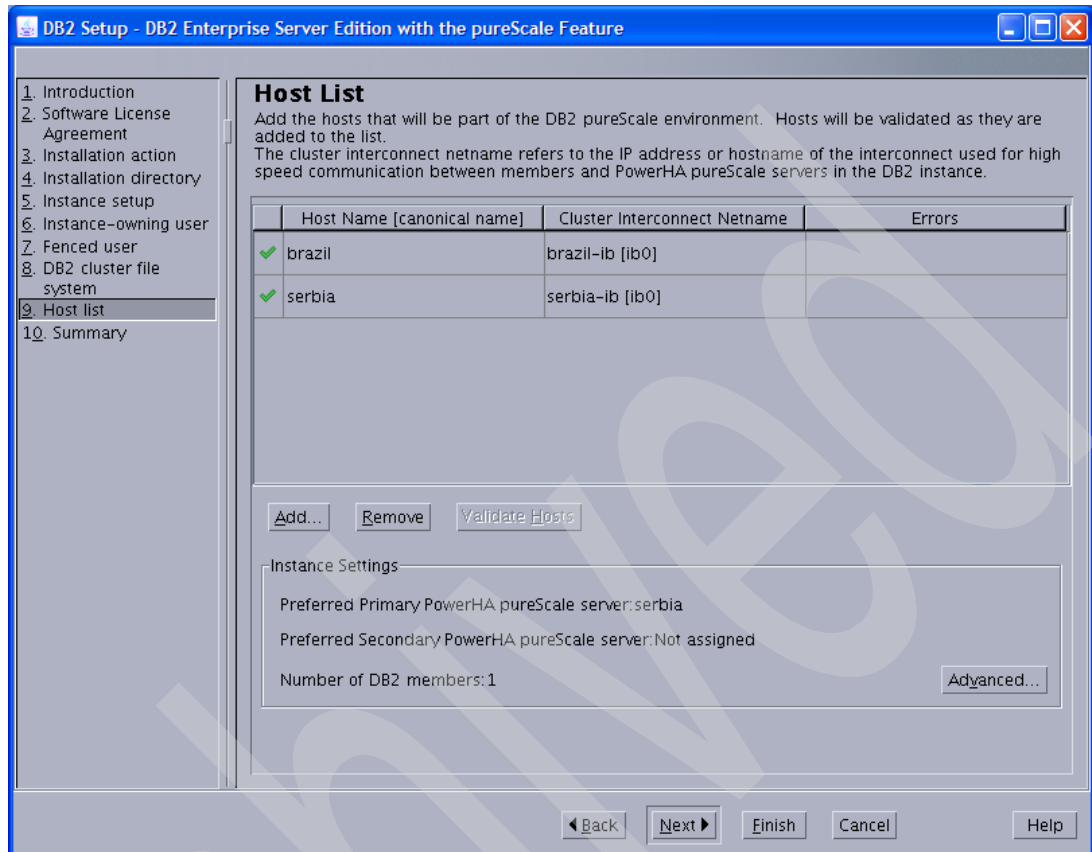 DB2 Setup - DB2 Enterprise Server Edition with the pureScale Feature
1. Introduction
2. Software License
Agreement
3. Installation action
4. Installation directory
5. Instance setup
6. Instance-owning user
7. Fenced user
8. DB2 cluster file
system
9. Host list
10. Summary
Host List
Add the hosts that will be part of the DB2 pureScale environment. Hosts will be validated as they are
added to the list.
The cluster interconnect netname refers to the IP address or hostname of the interconnect used for high
speed communication between members and PowerHA pureScale servers in the DB2 instance.
Host Name [canonical name] Cluster Interconnect Netname Errors
brazil brazil-ib [ib0]
serbia serbia-ib [ib0]
Add... Remove Validate Hosts
Instance Settings
Preferred Primary PowerHA pureScale server:serbia
Preferred Secondary PowerHA pureScale server:Not assigned
Number of DB2 members:1 Advanced...
Back Next Finish Cancel Help
hived